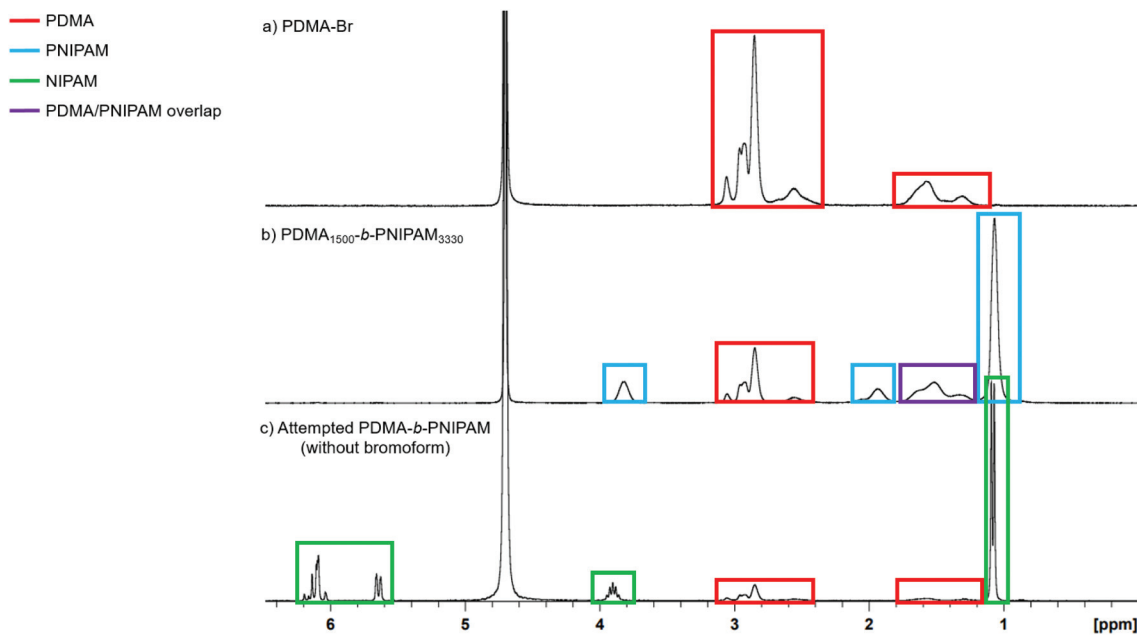 PDMA
PNIPAM
NIPAM
PDMA/PNIPAM overlap
a) PDMA-Br
b) PDMA1500-b-PNIPAM3330
c) Attempted PDMA-b-PNIPAM
(without bromoform)
6 5 4 3 2 1 [ppm]